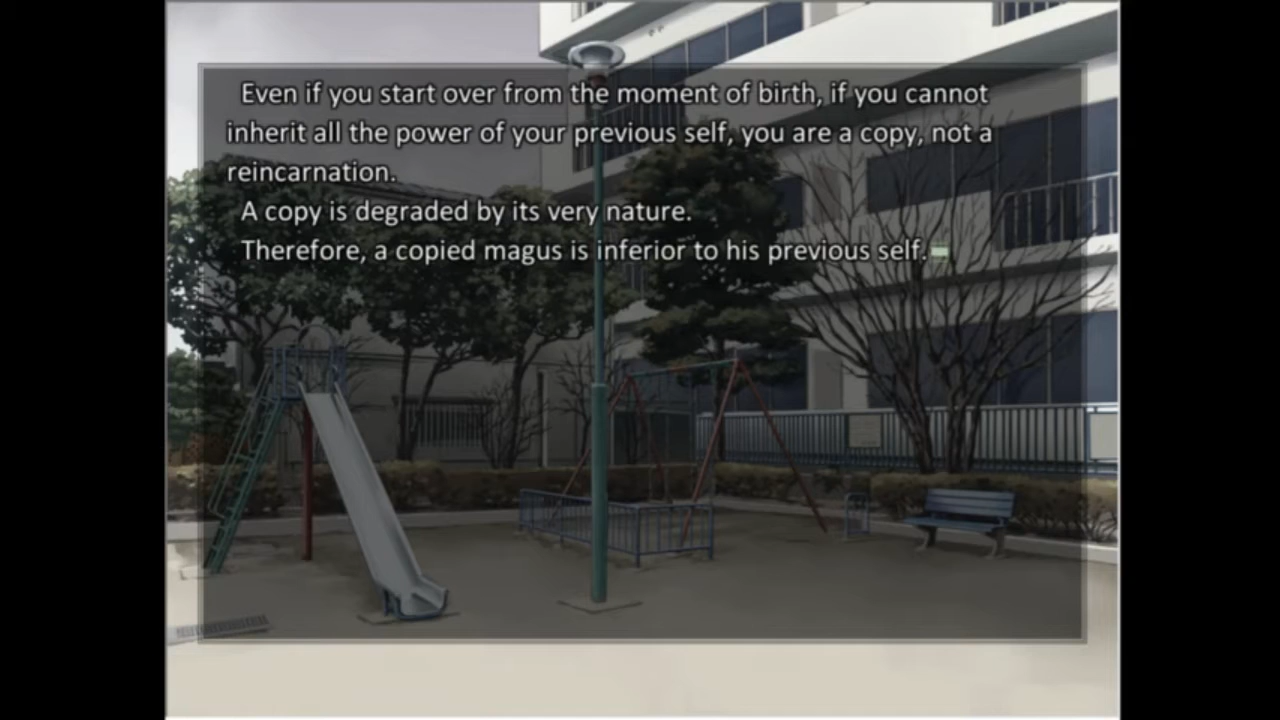 Even if you start over from the moment of birth, if you cannot
inherit all the power of your previous self, you are a copy, not a
reincarnation.
A copy is degraded by its very nature.
Therefore, a copied magus is inferior to his previous self.